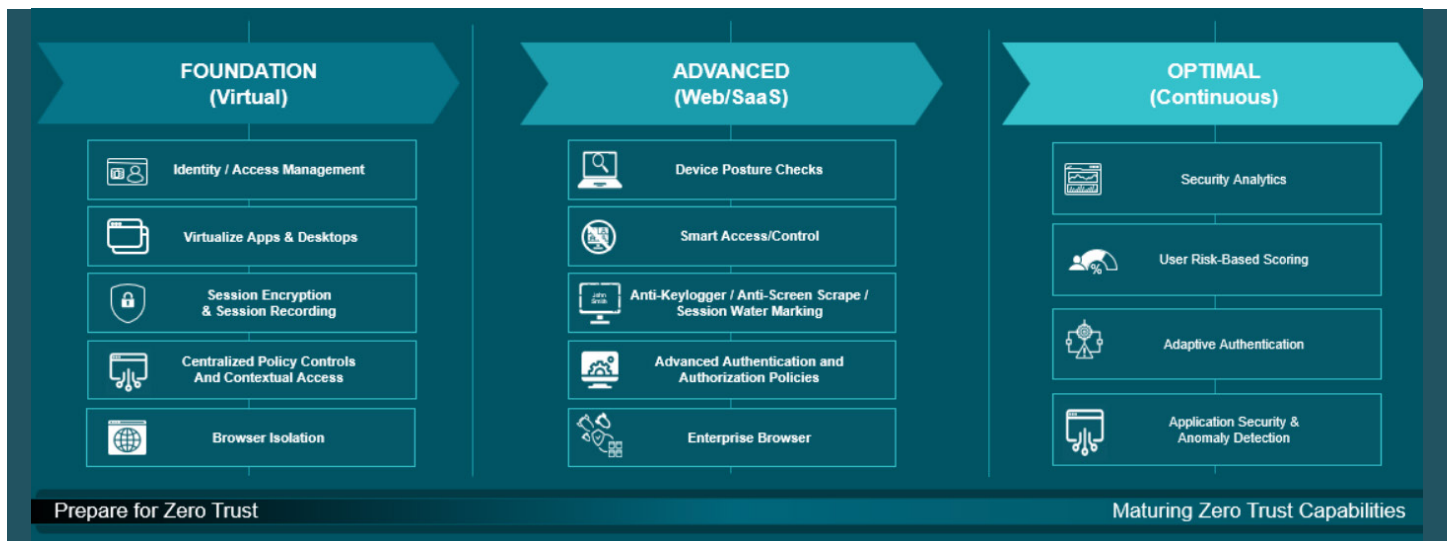 FOUNDATION
(Virtual)
Identity / Access Management
Virtualize Apps & Desktops
Session Encryption
& Session Recording
Centralized Policy Controls
And Contextual Access
Browser Isolation
ADVANCED
(Web/SaaS)
Device Posture Checks
Smart Access/Control
John
Smith
Anti-Keylogger / Anti-Screen Scrape /
Session Water Marking
Advanced Authentication and
Authorization Policies
Enterprise Browser
OPTIMAL
(Continuous)
Security Analytics
%
User Risk-Based Scoring
Adaptive Authentication
Application Security &
Anomaly Detection
Prepare for Zero Trust
Maturing Zero Trust Capabilities